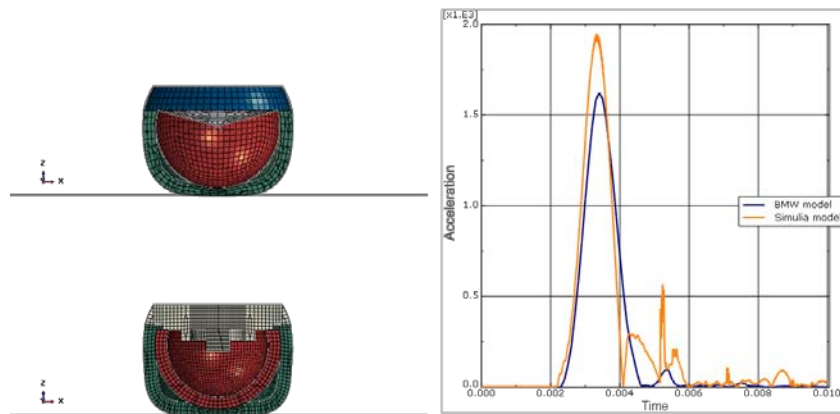 z
x
z
x
[x1.E3]
2.0
1.5
1.0
0.5
0.0
0.000
0.002
0.004
0.006
0.008
0.010
Acceleration
Time
BMW model
Simulia model